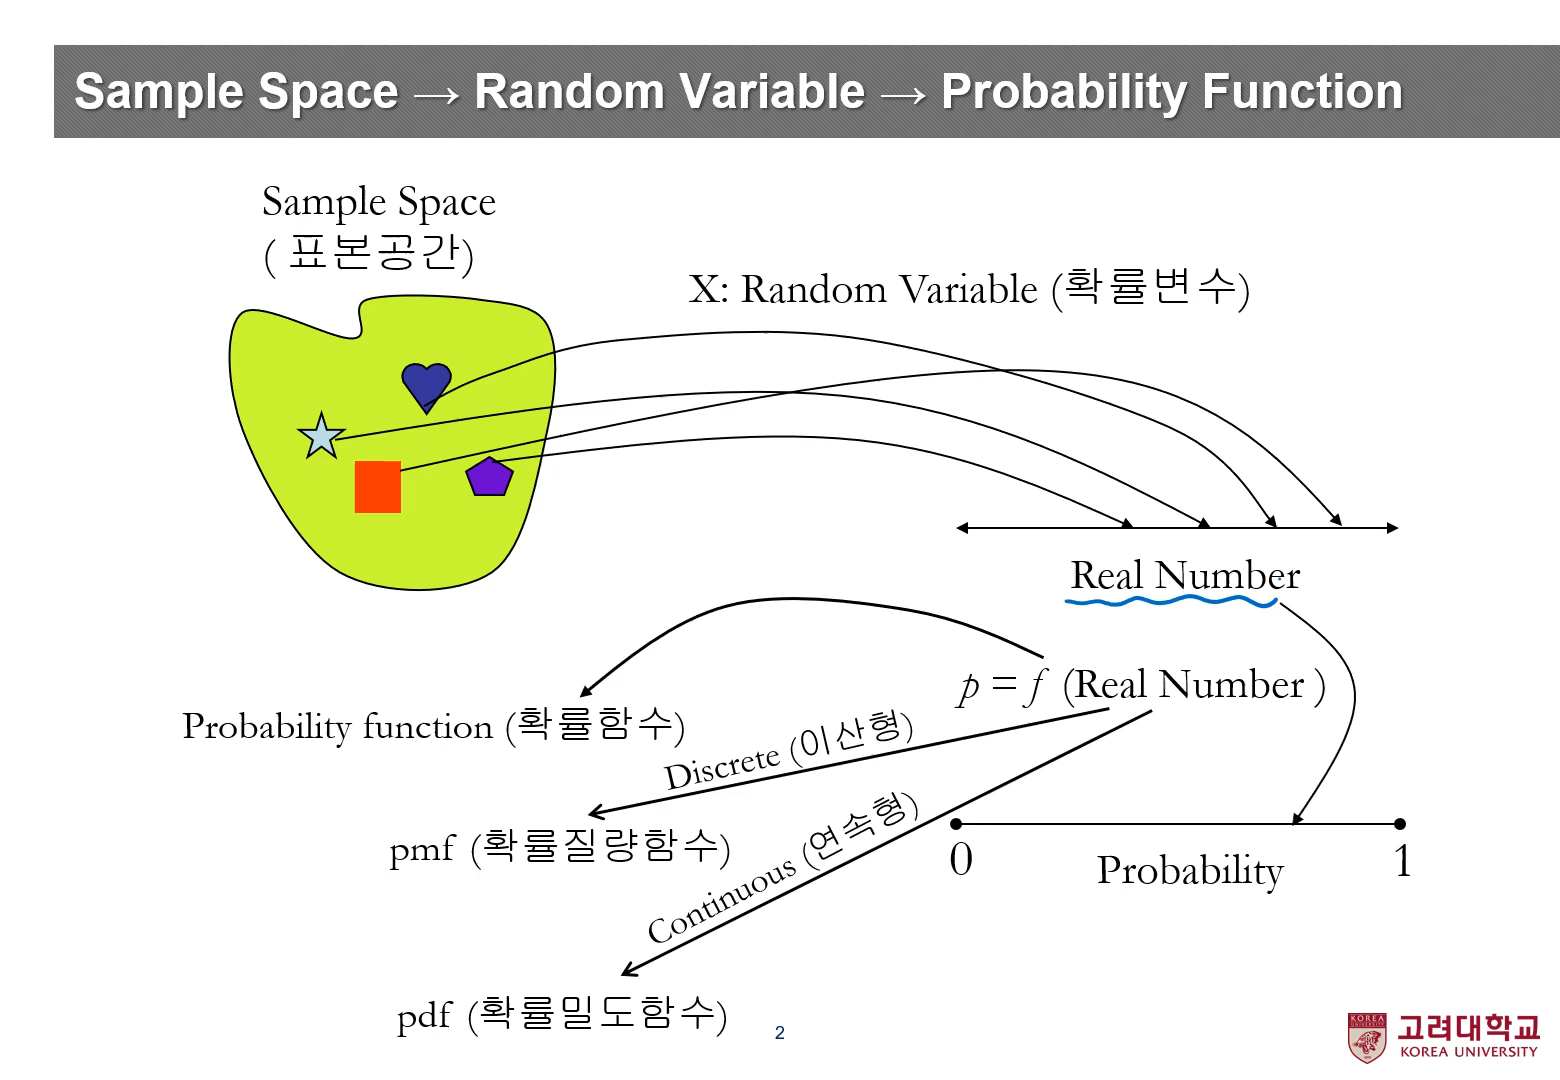 Sample Space → Random Variable → Probability Function
Sample Space
( 표본공간)
X: Random Variable (확률변수)
Real Number
p = f (Real Number )
Probability function (확률함수)
Discrete (이산형)
pmf (확률질량함수)
Continuous (연속형)
0
Probability
1
pdf (확률밀도함수)
2
KOREA
UNIVERSITY
고려대학교
KOREA UNIVERSITY